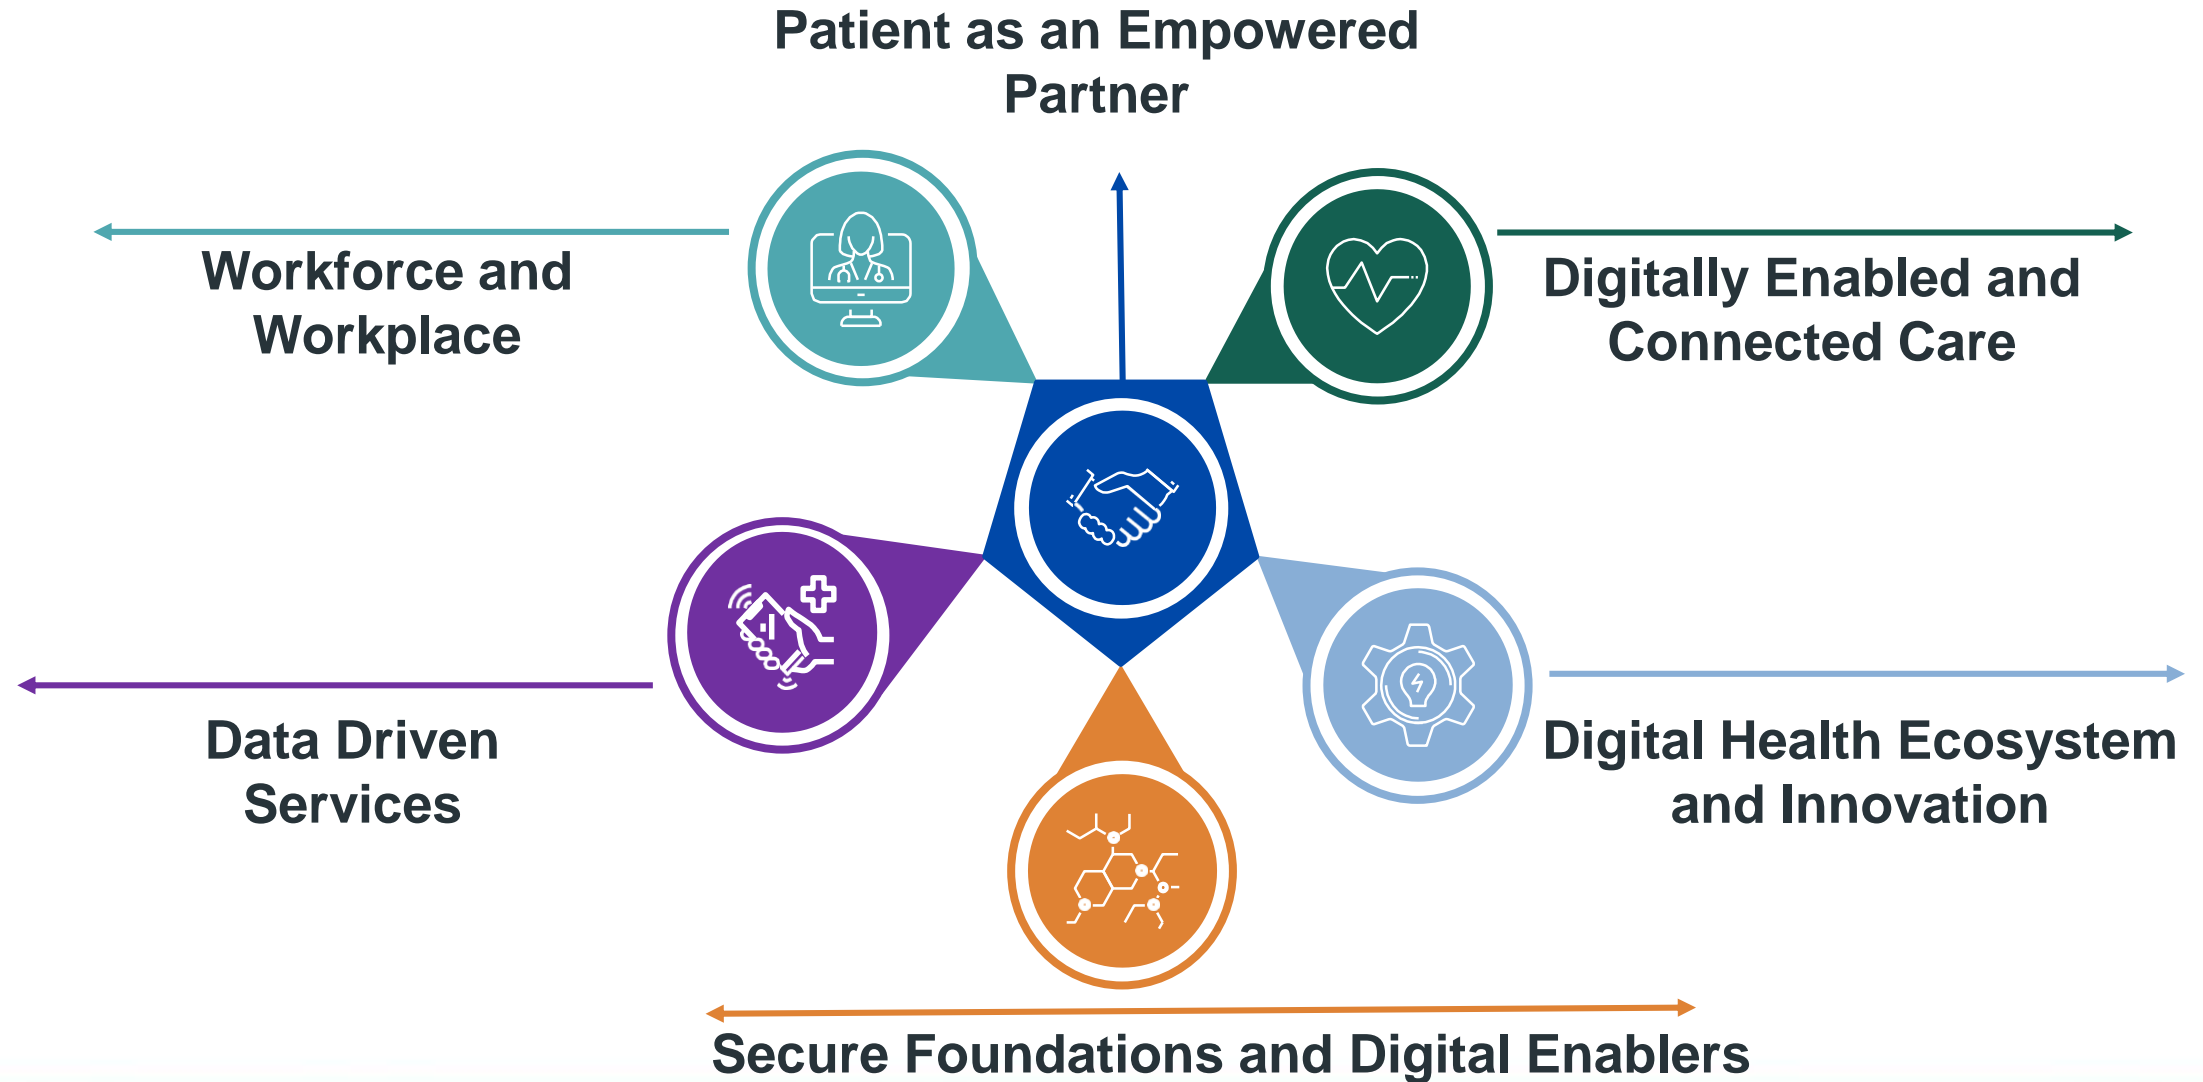 Patient as an Empowered
Partner
Workforce and
Workplace
Digitally Enabled and
Connected Care
Data Driven
Services
Digital Health Ecosystem
and Innovation
Secure Foundations and Digital Enablers